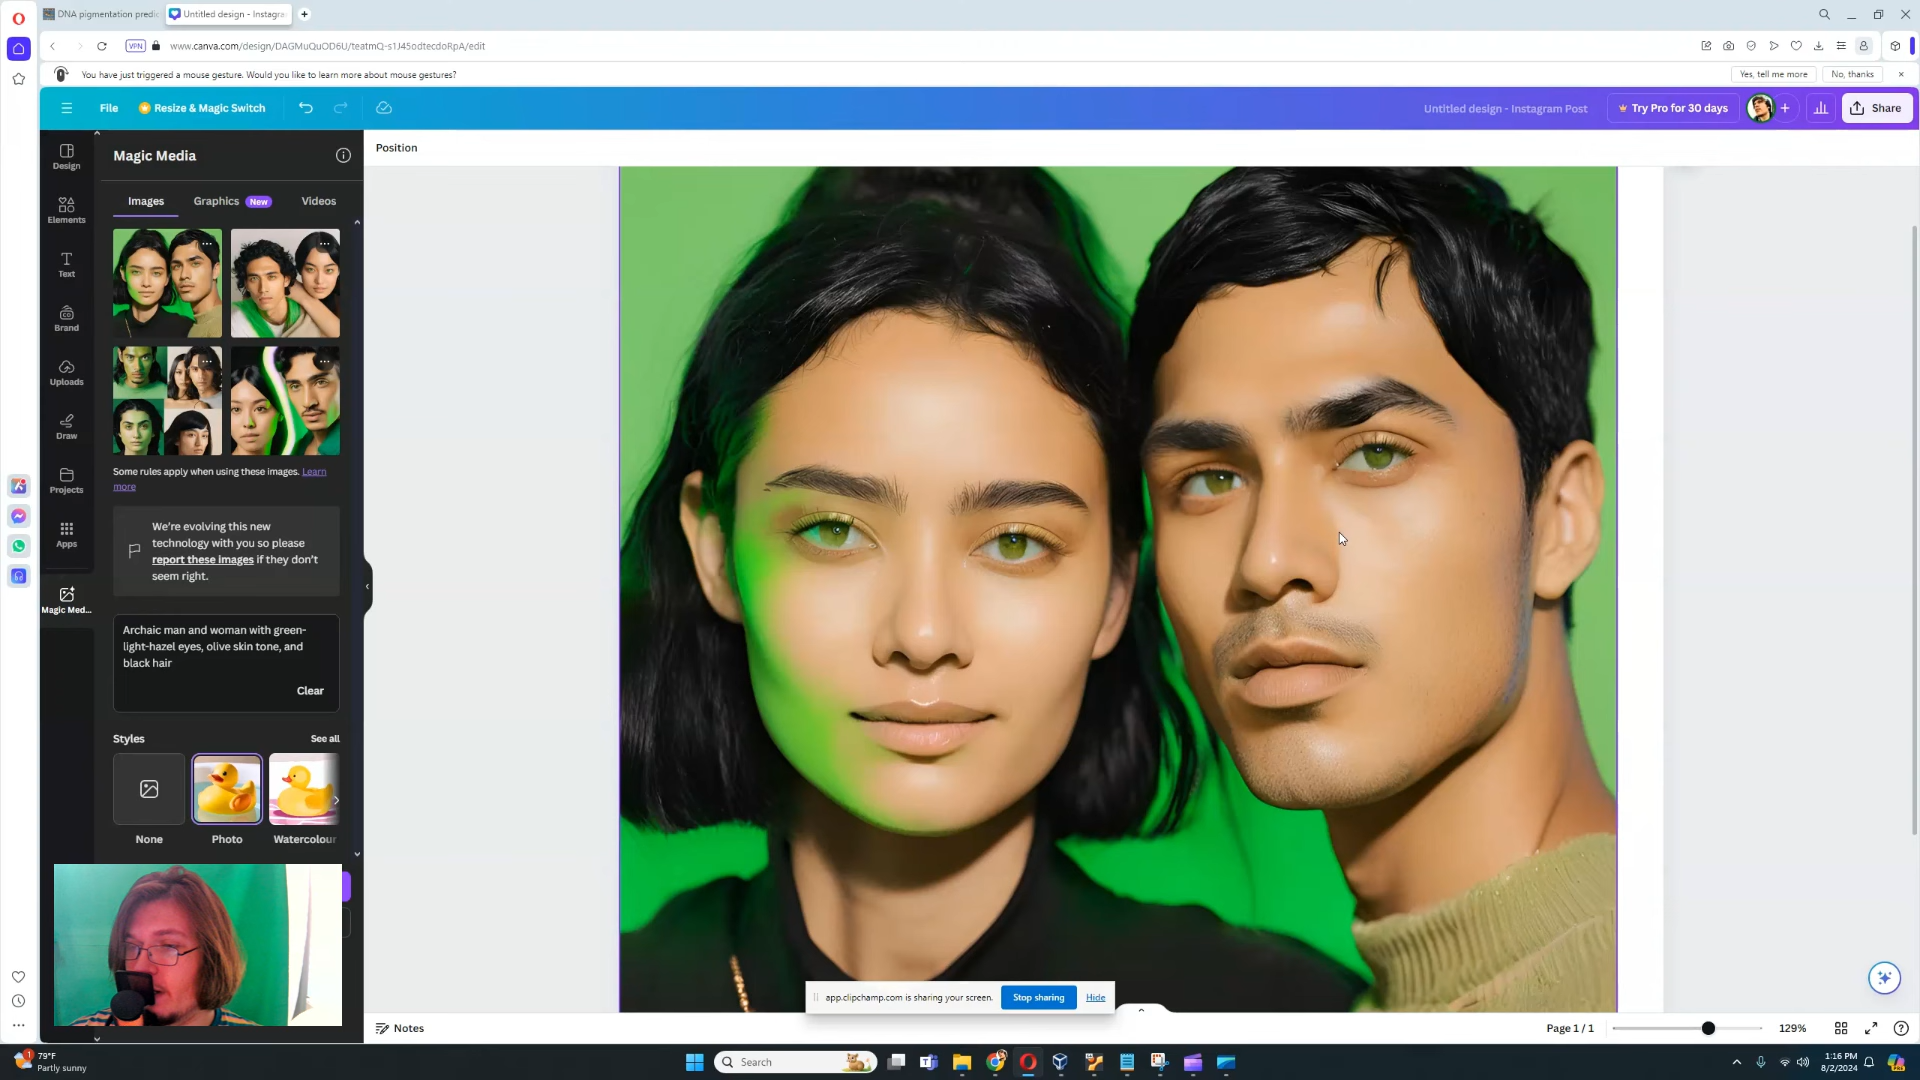 DNA pigmentation predi
Untitled design - Instagra
VPN
www.canva.com/design/DAGMuQuOD6U/teatmQ-s1J45odtecdoRpA/edit
You have just triggered a mouse gesture. Would you like to learn more about mouse gestures?
Yes, tell me more
No, thanks
File
Resize & Magic Switch
Untitled design - Instagram Post
Try Pro for 30 days
Share
Position
Design
Elements
Text
Brand
Uploads
Draw
Projects
Apps
Magic Med...
Magic Media
Images
Graphics
New
Videos
Some rules apply when using these images. Learn
more
We're evolving this new
technology with you so please
report these images if they don't
seem right.
Archaic man and woman with green-
light-hazel eyes, olive skin tone, and
black hair
Clear
Styles
See all
None
Photo
Watercolour
app.clipchamp.com is sharing your screen.
Stop sharing
Hide
Notes
Page 1 / 1
129%
1
79°F
Partly sunny
Search
1:16 PM
8/2/2024